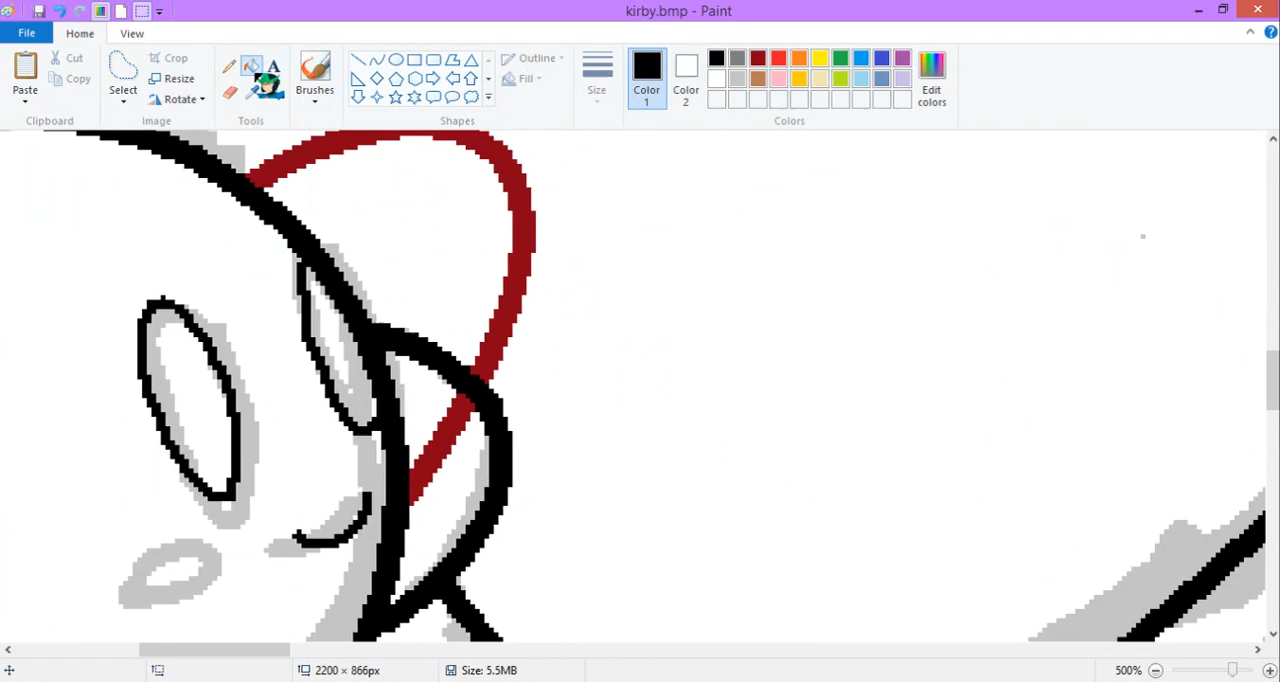 kirby.bmp - Paint
File Home View
Paste
Clipboard
Cut
Copy
Select
Crop
Resize
Rotate
Image
A
Tools
Brushes
Outline
Fill
Shapes
Size
Color 1
Color 2
Edit colors
Colors
2200 × 866px
Size: 5.5MB
500%